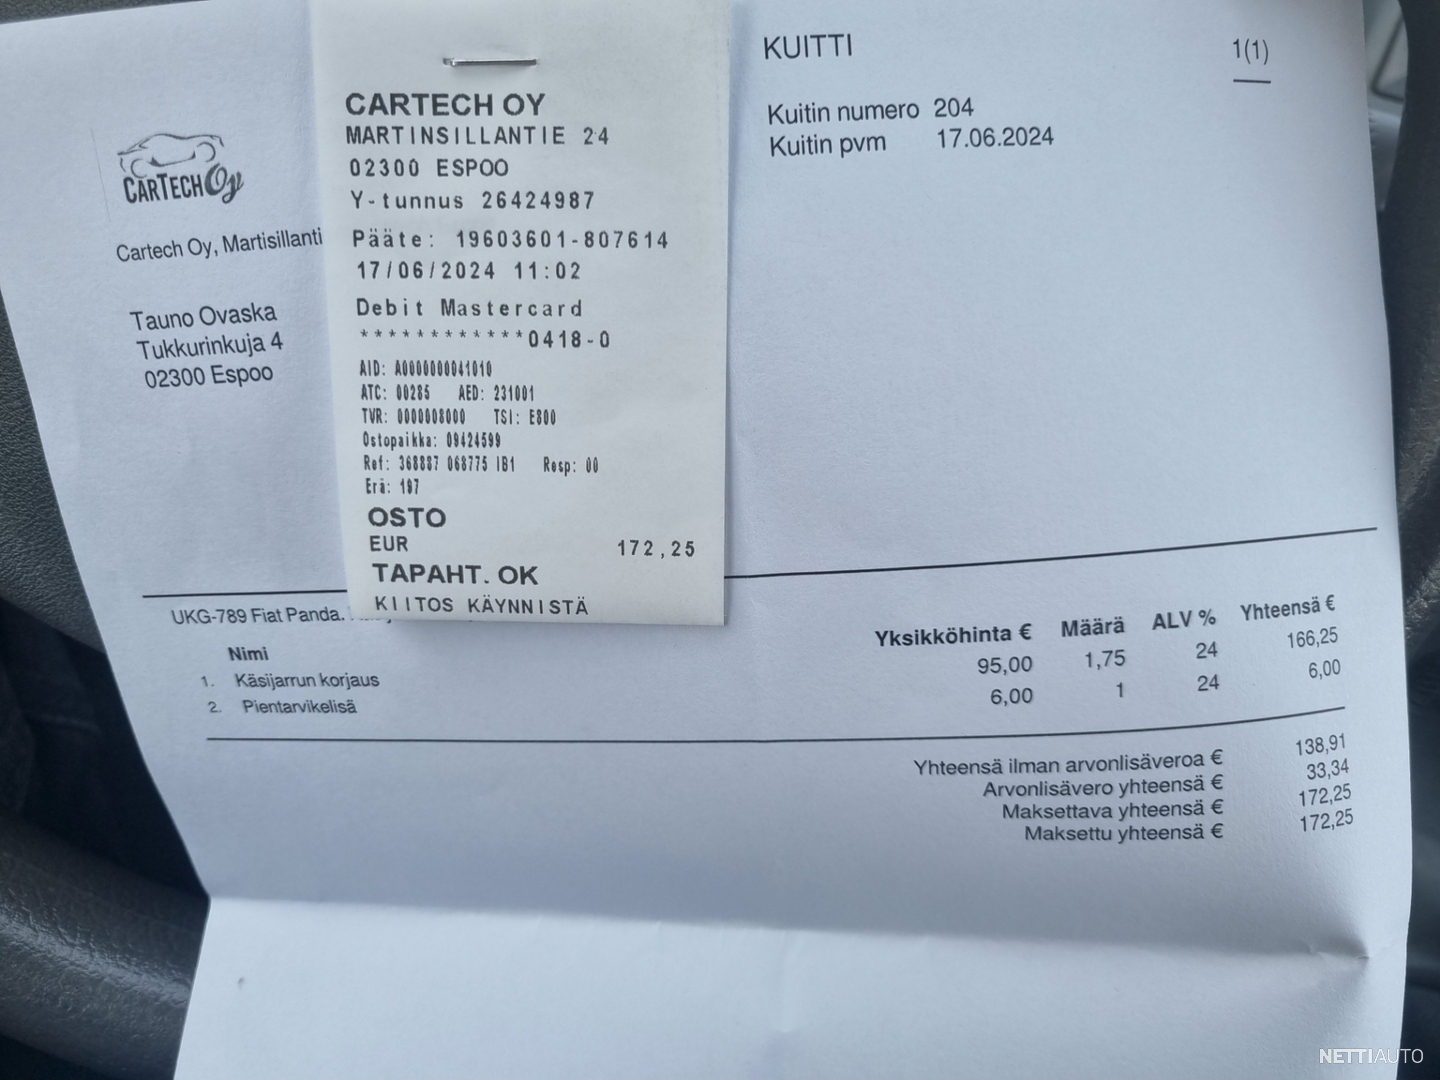 CARTECH OY
Cartech Oy, Martisillanti
Tauno Ovaska
Tukkurinkuja 4
02300 Espoo
CARTECH OY
MARTINSILLANTIE 24
02300 ESPOO
Y-tunnus 26424987
Pääte: 19603601-807614
17/06/2024 11:02
Debit Mastercard
************0418-0
AID: A0000000041010
ATC: 00285 AED: 231001
TVR: 0000008000 TSI: E800
Ostopaikka: 09424599
Ref: 368887 068775 IB1 Resp: 00
Erä: 187
OSTO
EUR 172,25
TAPAHT. OK
KIITOS KÄYNNISTÄ
KUITTI 1(1)
Kuitin numero 204
Kuitin pvm 17.06.2024
UKG-789 Fiat Panda.
Nimi Yksikköhinta € Määrä ALV % Yhteensä €
1. Käsijarrun korjaus 95,00 1,75 24 166,25
2. Pientarvikelisä 6,00 1 24 6,00
Yhteensä ilman arvonlisäveroa € 138,91
Arvonlisävero yhteensä € 33,34
Maksettava yhteensä € 172,25
Maksettu yhteensä € 172,25
NETTIAUTO